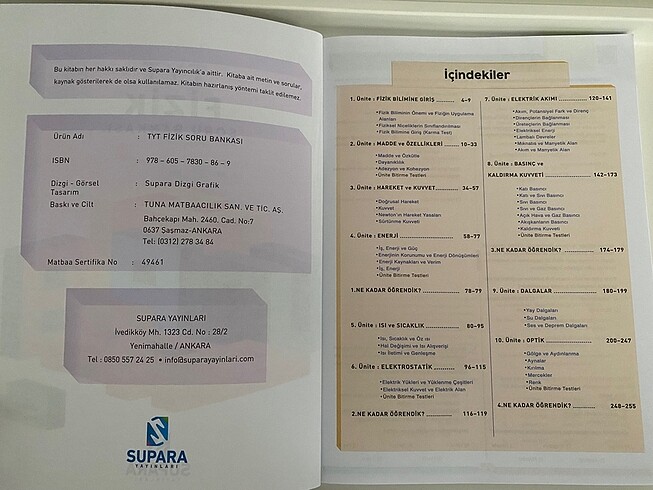 Bu kitabın her hakkı saklıdır ve Supara Yayıncılık'a aittir. Kitaba ait metin ve sorular,
kaynak gösterilerek de olsa kullanılamaz. Kitabın hazırlanış yöntemi taklit edilemez.
Ürün Adı : TYT FİZİK SORU BANKASI
ISBN : 978 - 605 - 7830 - 86 - 9
Dizgi - Görsel : Supara Dizgi Grafik
Tasarım
Baskı ve Cilt : TUNA MATBAACILIK SAN. VE TİC. AŞ.
Bahçekapı Mah. 2460. Cad. No:7
0637 Şaşmaz-ANKARA
Tel: (0312) 278 34 84
Matbaa Sertifika No : 49461
SUPARA YAYINLARI
İvedikköy Mh. 1323 Cd. No : 28/2
Yenimahalle / ANKARA
Tel : 0850 557 24 25 • info@suparayayinlari.com
SUPARA
YAYINLARI
İçindekiler
1. Ünite : FİZİK BİLİMİNE GİRİŞ 4-9
•Fizik Biliminin Önemi ve Fiziğin Uygulama
Alanları
•Fiziksel Niceliklerin Sınıflandırılması
•Fizik Bilimine Giriş (Karma Test)
2. Ünite : MADDE ve ÖZELLİKLERİ 10-33
•Madde ve Özkütle
•Dayanıklılık
•Adezyon ve Kohezyon
•Ünite Bitirme Testleri
3. Ünite : HAREKET ve KUVVET 34-57
•Doğrusal Hareket
•Kuvvet
•Newton'ın Hareket Yasaları
•Sürtünme Kuvveti
4. Ünite : ENERJİ 58-77
•İş, Enerji ve Güç
•Enerjinin Korunumu ve Enerji Dönüşümleri
•Enerji Kaynakları ve Verim
•İş, Enerji
•Ünite Bitirme Testleri
1.NE KADAR ÖĞRENDİK? 78-79
5. Ünite : ISI ve SICAKLIK 80-95
•Isı, Sıcaklık ve Öz ısı
•Hal Değişimi ve Isı Alışverişi
•Isı İletimi ve Genleşme
6. Ünite : ELEKTROSTATİK 96-115
•Elektrik Yükleri ve Yüklenme Çeşitleri
•Elektriksel Kuvvet ve Elektrik Alan
•Ünite Bitirme Testleri
2.NE KADAR ÖĞRENDİK? 116-119
7. Ünite : ELEKTRİK AKIMI 120-141
•Akım, Potansiyel Fark ve Direnç
•Dirençlerin Bağlanması
•Üreteçlerin Bağlanması
•Elektriksel Enerji
•Lambalı Devreler
•Mıknatıs ve Manyetik Alan
•Akım ve Manyetik Alan
8. Ünite : BASINÇ ve
KALDIRMA KUVVETİ 142-173
•Katı Basıncı
•Katı ve Sıvı Basıncı
•Sıvı Basıncı
•Sıvı ve Gaz Basıncı
•Açık Hava ve Gaz Basıncı
•Akışkanların Basıncı
•Kaldırma Kuvveti
•Ünite Bitirme Testleri
3.NE KADAR ÖĞRENDİK? 174-179
9. Ünite : DALGALAR 180-199
•Yay Dalgaları
•Su Dalgaları
•Ses ve Deprem Dalgaları
10. Ünite : OPTİK 200-247
•Gölge ve Aydınlanma
•Aynalar
•Kırılma
•Mercekler
•Renk
•Ünite Bitirme Testleri
4.NE KADAR ÖĞRENDİK? 248-255